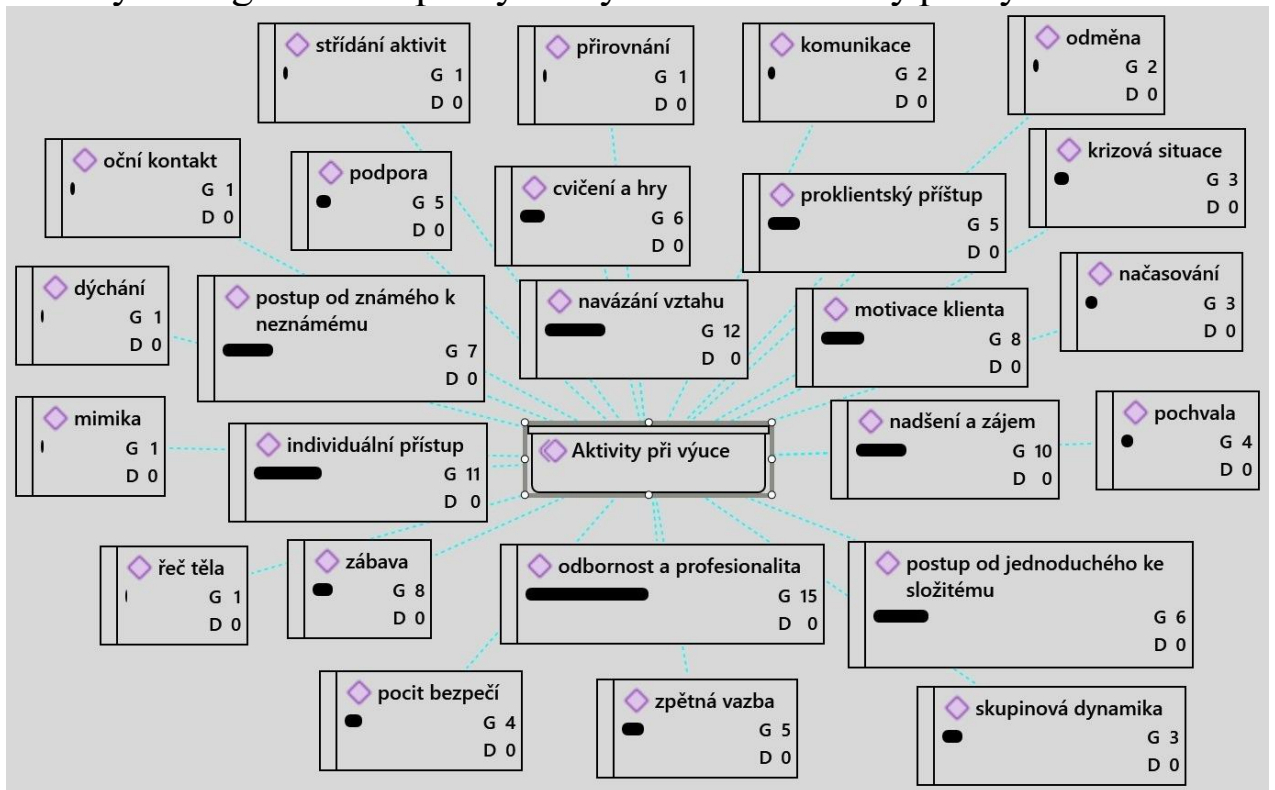 střídání aktivit
G 1
D 0
přirovnání
G 1
D 0
komunikace
G 2
D 0
odměna
G 2
D 0
oční kontakt
G 1
D 0
podpora
G 5
D 0
cvičení a hry
G 6
D 0
proklientský příštup
G 5
D 0
krizová situace
G 3
D 0
dýchání
G 1
D 0
postup od známého k
neznámému
G 7
D 0
navázání vztahu
G 12
D 0
motivace klienta
G 8
D 0
načasování
G 3
D 0
mimika
G 1
D 0
individuální přístup
G 11
D 0
Aktivity při výuce
nadšení a zájem
G 10
D 0
pochvala
G 4
D 0
řeč těla
G 1
D 0
zábava
G 8
D 0
odbornost a profesionalita
G 15
D 0
postup od jednoduchého ke
složitému
G 6
D 0
pocit bezpečí
G 4
D 0
zpětná vazba
G 5
D 0
skupinová dynamika
G 3
D 0